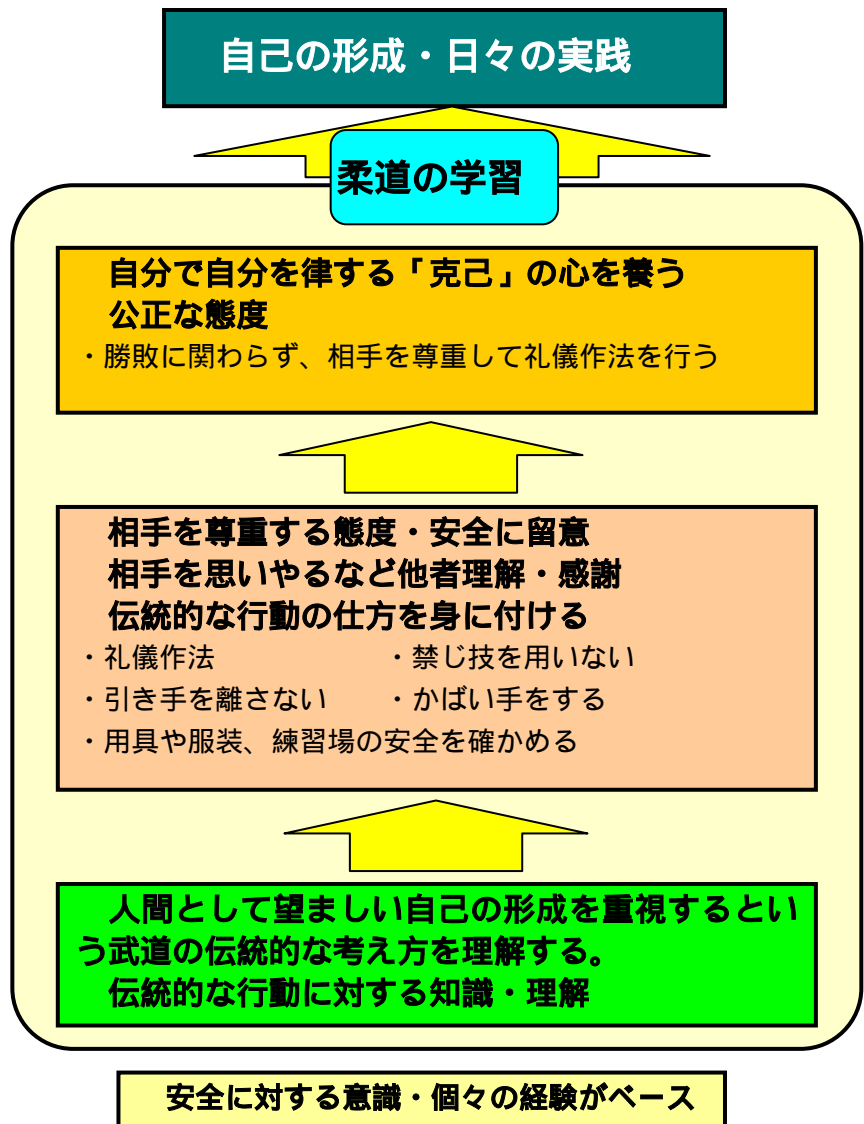 自己の形成・日々の実践
柔道の学習
自分で自分を律する「克己」の心を養う
公正な態度
・勝敗に関わらず、相手を尊重して礼儀作法を行う
相手を尊重する態度・安全に留意
相手を思いやるなど他者理解・感謝
伝統的な行動の仕方を身に付ける
・礼儀作法 ・禁じ技を用いない
・引き手を離さない ・かばい手をする
・用具や服装、練習場の安全を確かめる
人間として望ましい自己の形成を重視するとい
う武道の伝統的な考え方を理解する。
伝統的な行動に対する知識・理解
安全に対する意識・個々の経験がベース